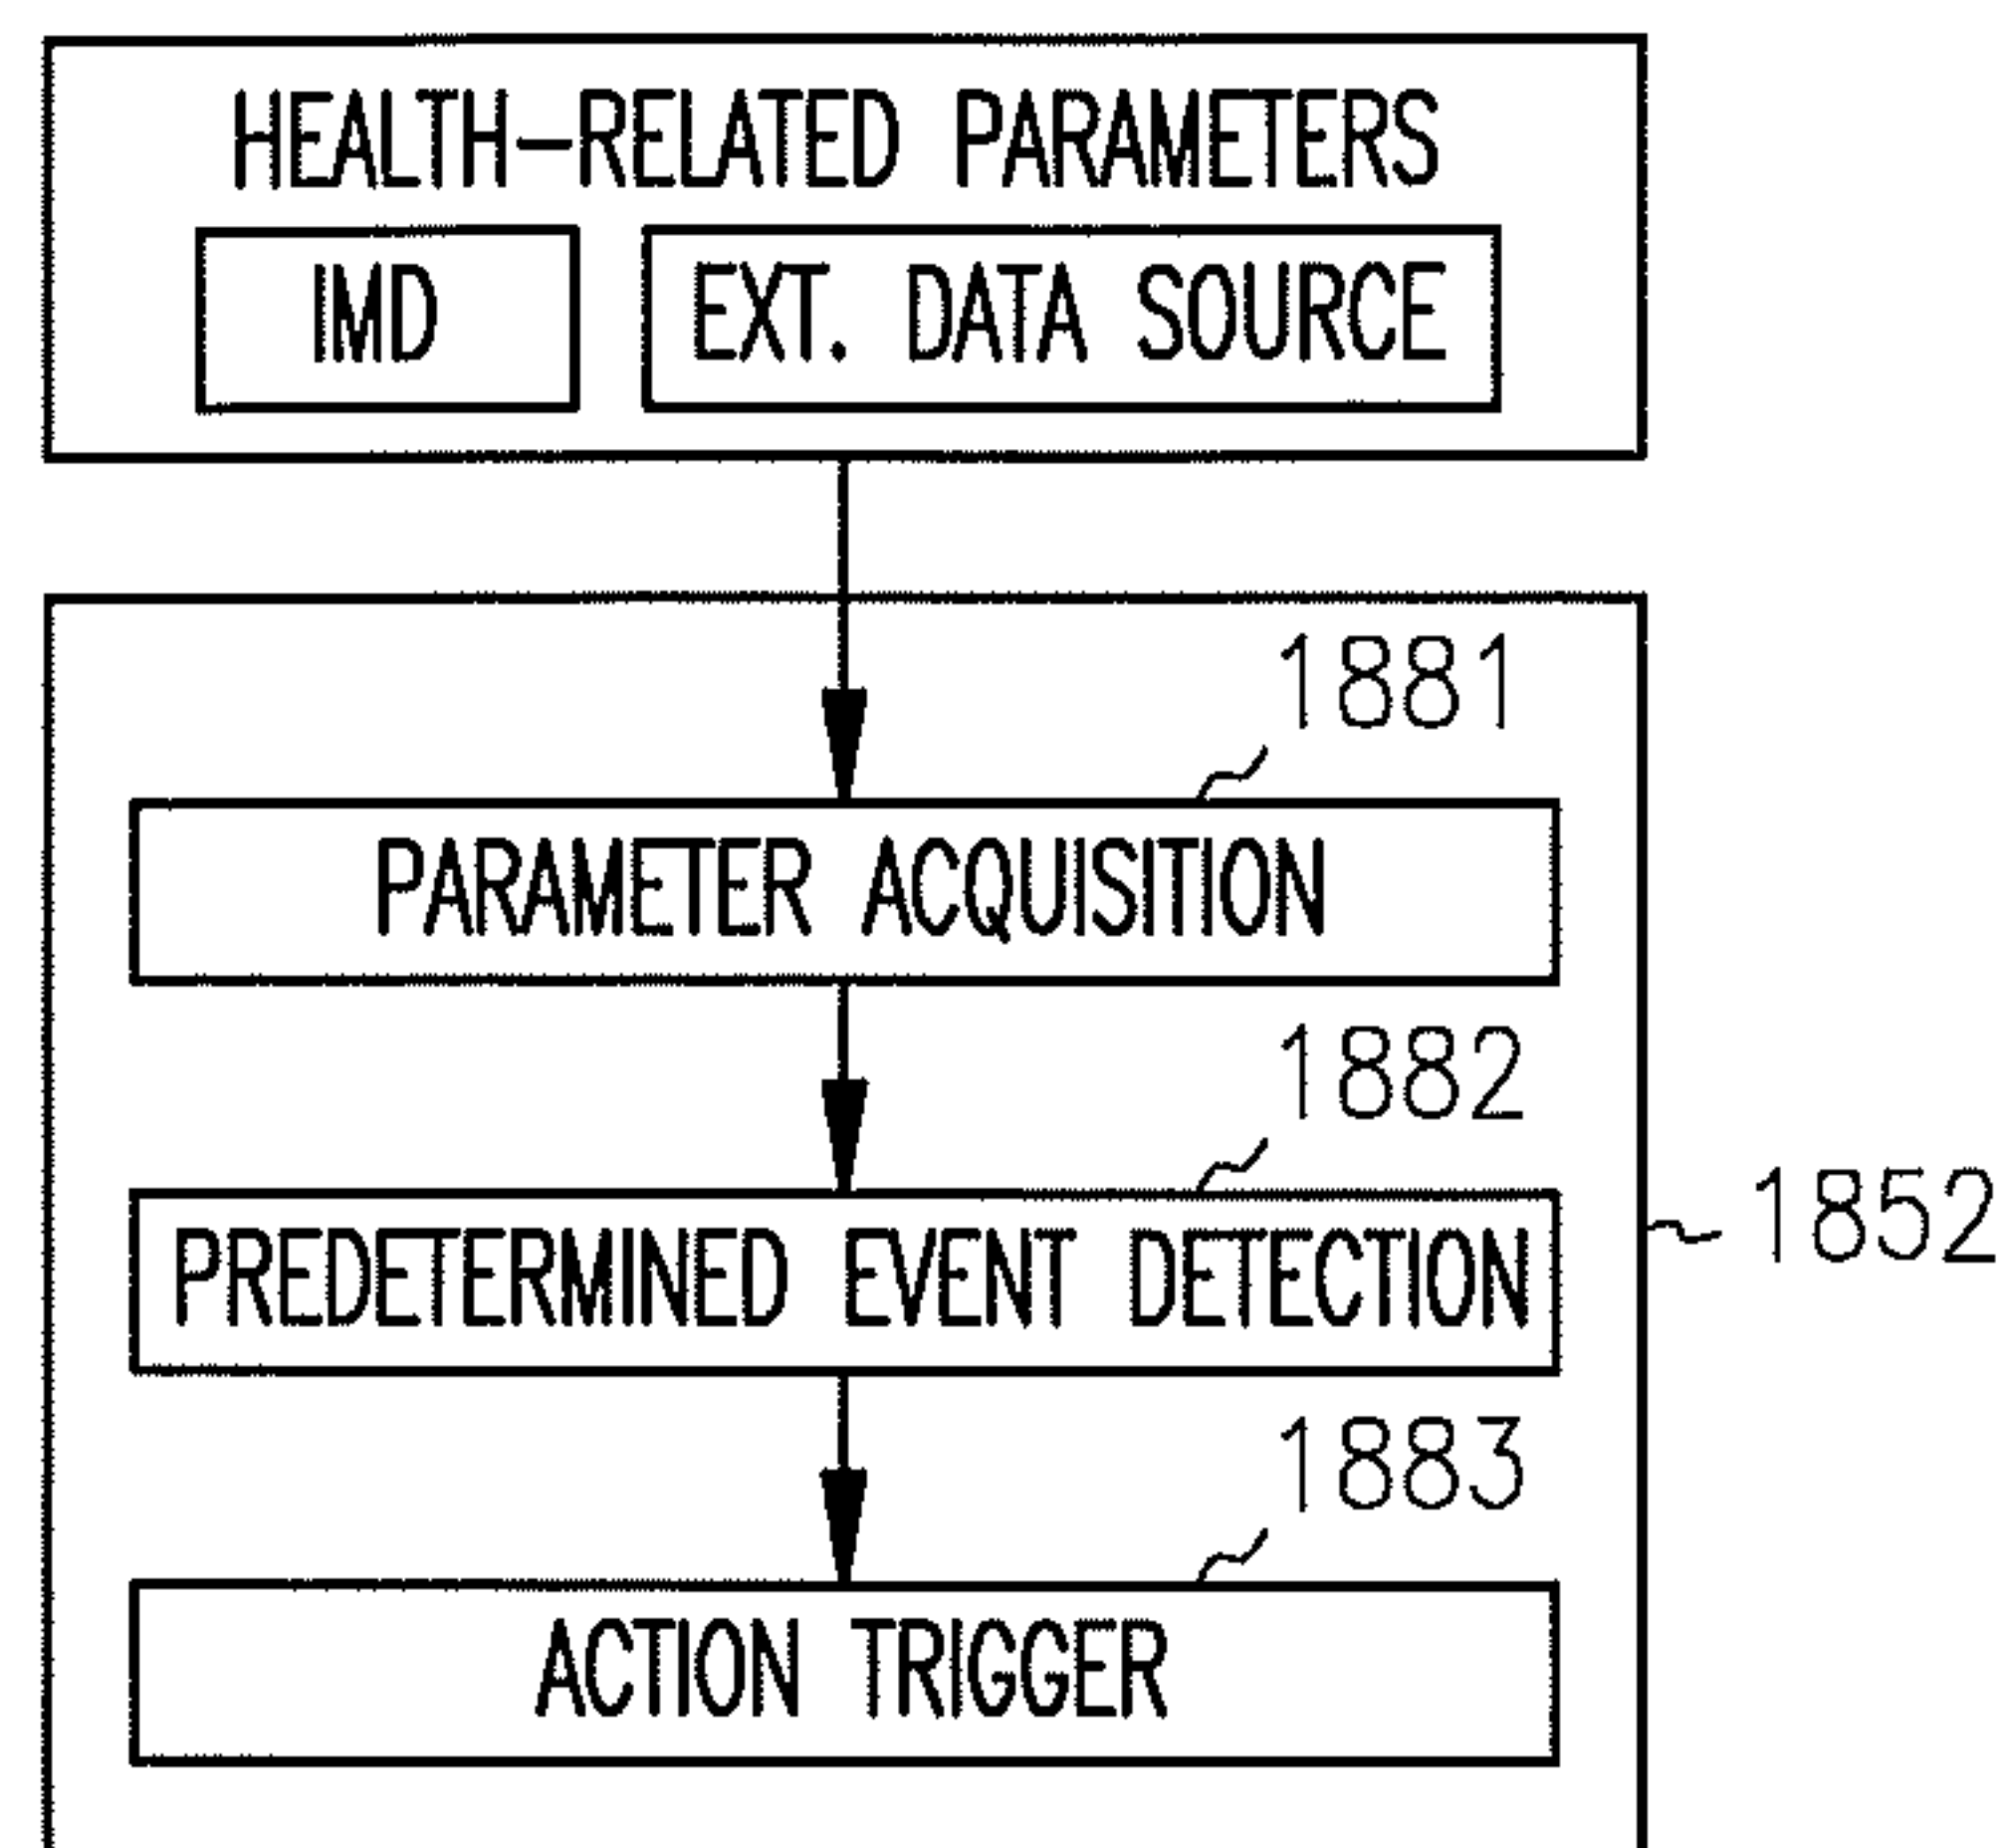 HEALTH-RELATED PARAMETERS
IMD
EXT. DATA SOURCE
1881
PARAMETER ACQUISITION
1882
1852
PREDETERMINED EVENT DETECTION
1883
ACTION TRIGGER